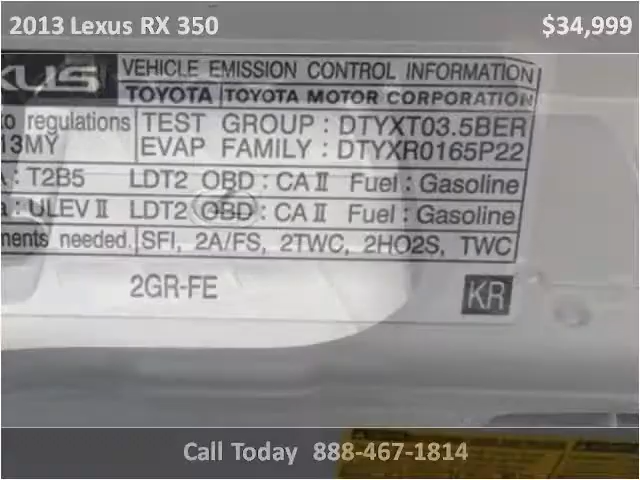 2013 Lexus RX 350 $34,999
XUS VEHICLE EMISSION CONTROL INFORMATION
TOYOTA TOYOTA MOTOR CORPORATION
to regulations TEST GROUP : DTYXT03.5BER
13MY EVAP FAMILY : DTYXR0165P22
A : T2B5 LDT2 OBD : CA II Fuel : Gasoline
a : ULEV II LDT2 OBD : CA II Fuel : Gasoline
ments needed. SFI, 2A/FS, 2TWC, 2HO2S, TWC
2GR-FE KR
Call Today 888-467-1814